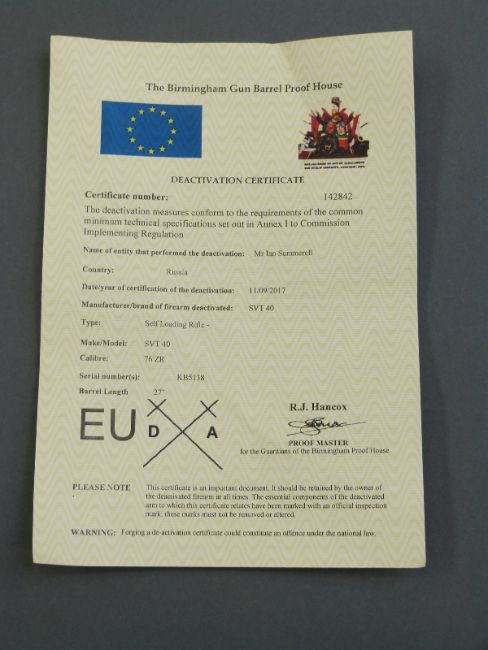 The Birmingham Gun Barrel Proof House
DEACTIVATION CERTIFICATE
Certificate number: 142842
The deactivation measures conform to the requirements of the common
minimum technical specifications set out in Annex I to Commission
Implementing Regulation
Name of entity that performed the deactivation: Mr Ian Summerell
Country: Russia
Date/year of certification of the deactivation: 11/09/2017
Manufacturer/brand of firearm deactivated: SVT 40
Type: Self Loading Rifle -
Make/Model: SVT 40
Calibre: 76 ZR
Serial number(s): KB5138
Barrel Length 27"
EU D A
R.J. Hancox
PROOF MASTER
for the Guardians of the Birmingham Proof House
PLEASE NOTE This certificate is an important document. It should be retained by the owner of
the deactivated firearm at all times. The essential components of the deactivated
arm to which this certificate relates have been marked with an official inspection
mark; these marks must not be removed or altered.
WARNING: Forging a de-activation certificate could constitute an offence under the national law.